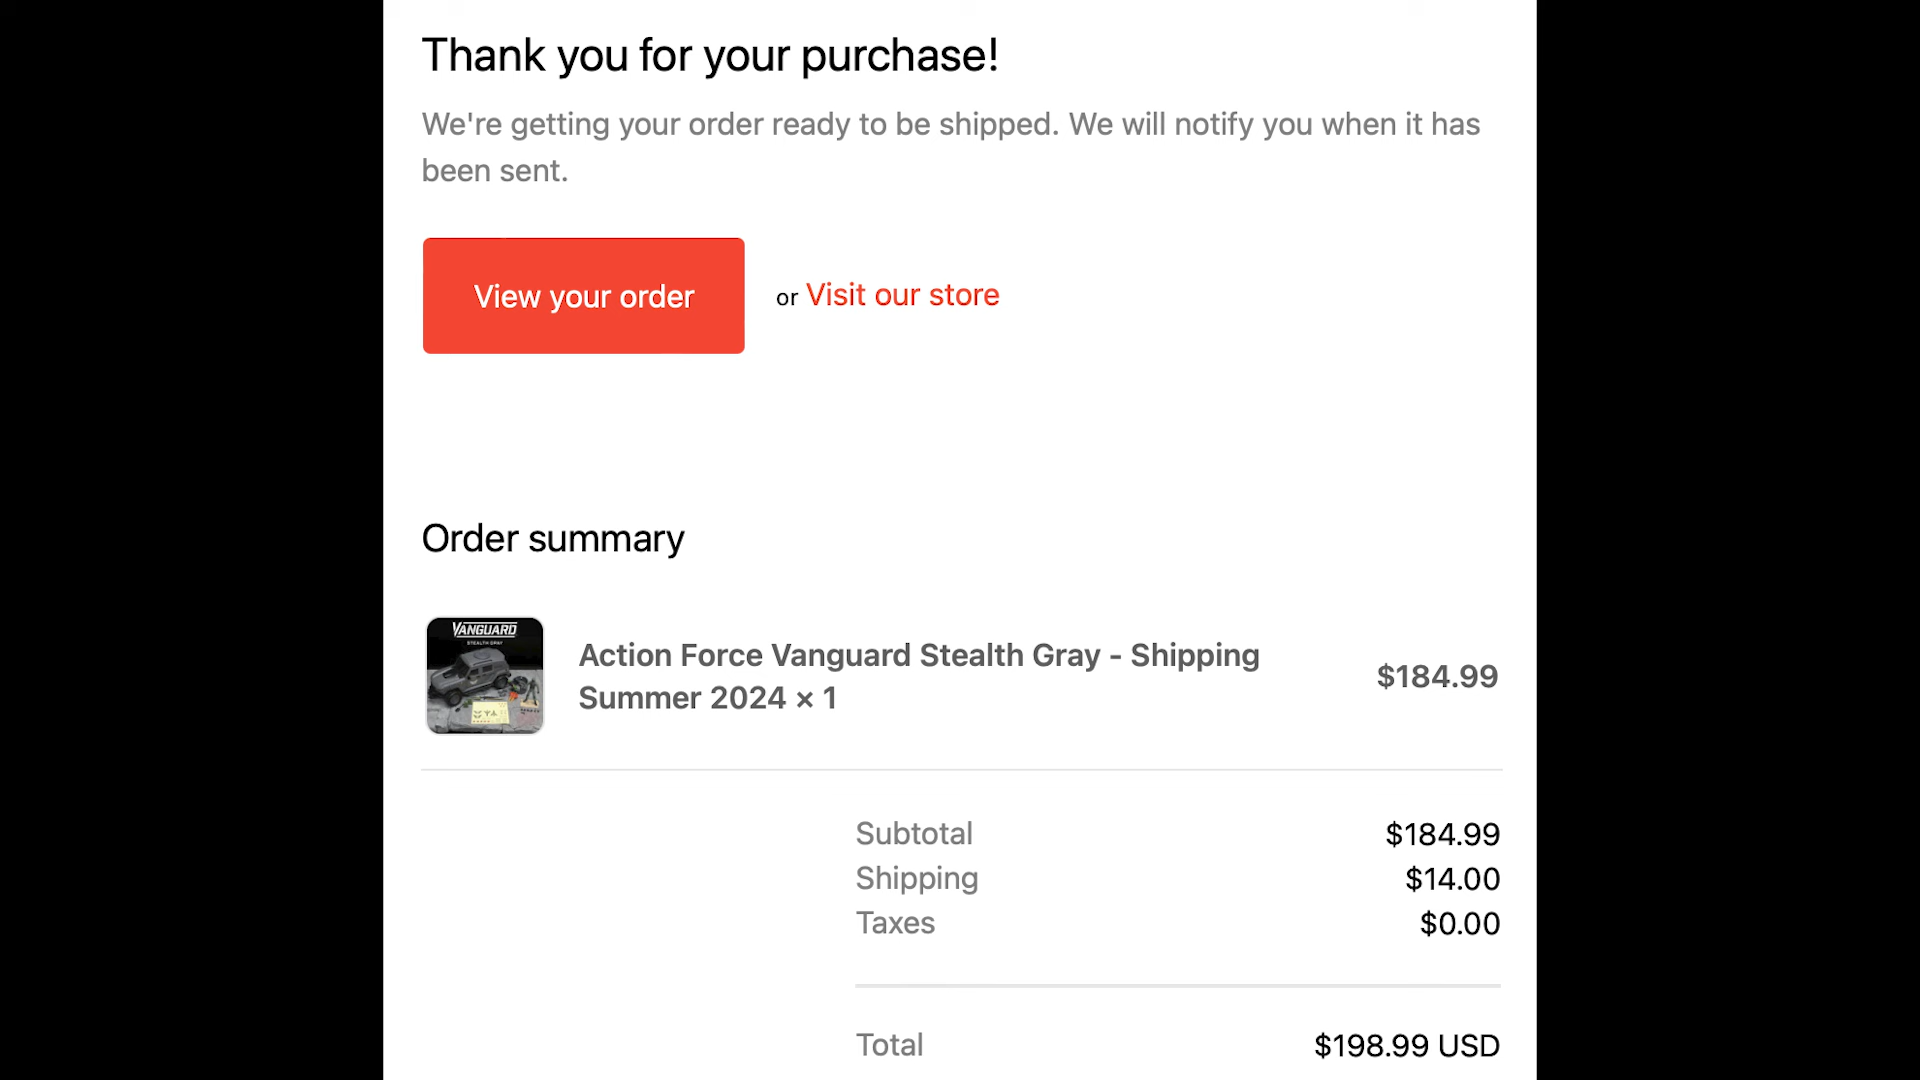 Thank you for your purchase!
We're getting your order ready to be shipped. We will notify you when it has
been sent.
View your order
or Visit our store
Order summary
VANGUARD
STEALTH GRAY
Action Force Vanguard Stealth Gray - Shipping
Summer 2024 × 1
$184.99
Subtotal $184.99
Shipping $14.00
Taxes $0.00
Total $198.99 USD